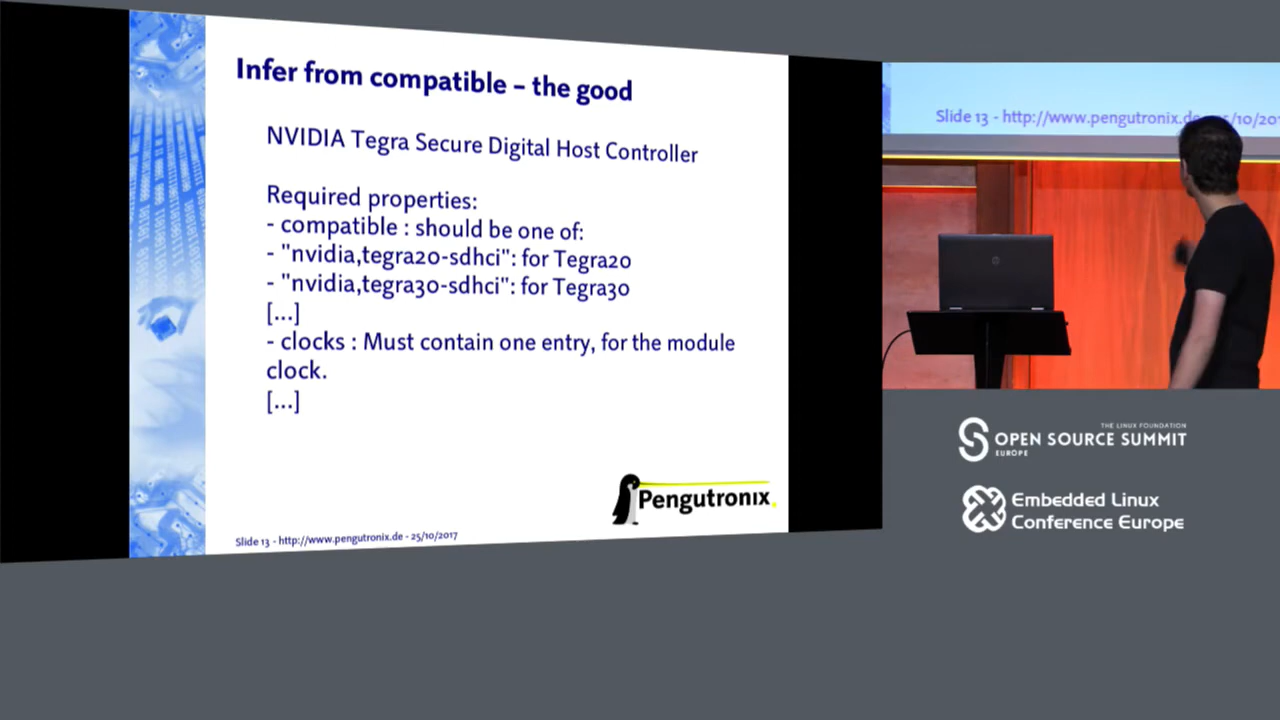 Infer from compatible – the good
NVIDIA Tegra Secure Digital Host Controller
Required properties:
- compatible : should be one of:
- "nvidia,tegra20-sdhci": for Tegra20
- "nvidia,tegra30-sdhci": for Tegra30
[...]
- clocks : Must contain one entry, for the module
clock.
[...]
Pengutronix.
Slide 13 - http://www.pengutronix.de - 25/10/2017
Slide 13 - http://www.pengutronix.de
/10/201
THE LINUX FOUNDATION
OPEN SOURCE SUMMIT
EUROPE
Embedded Linux
Conference Europe